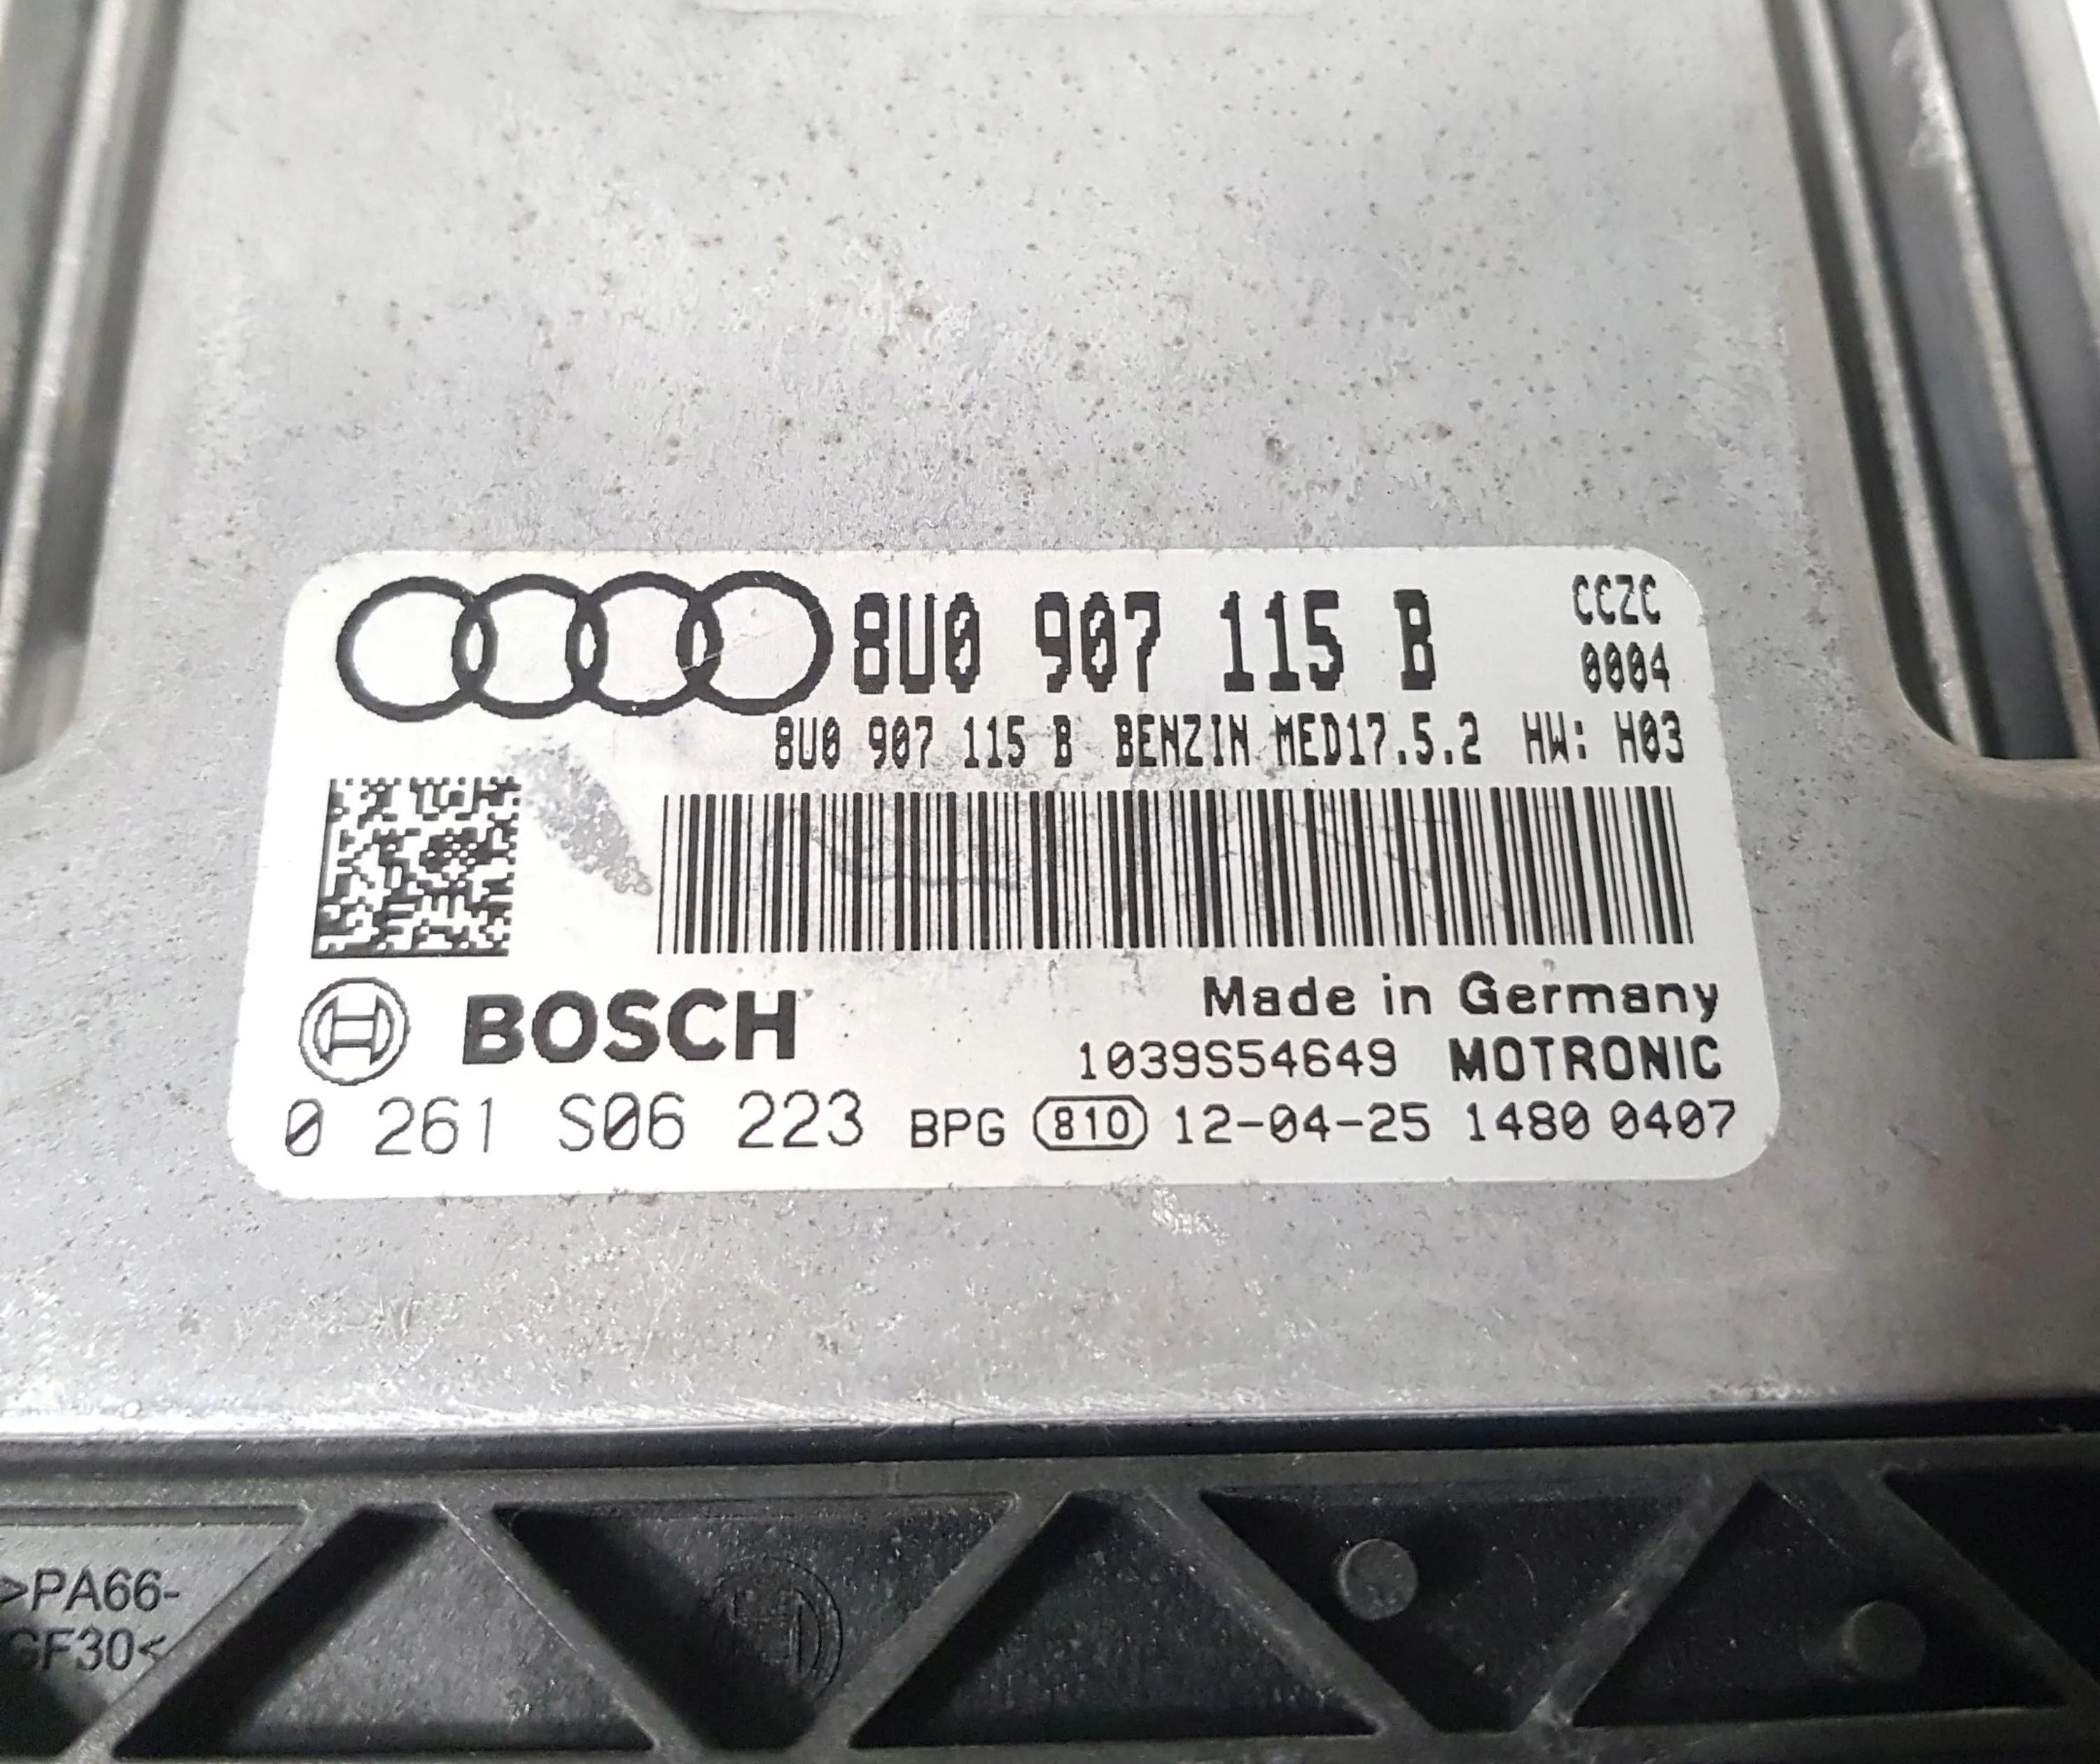 8U0 907 115 B
CCZC
0004
8U0 907 115 B BENZIN MED17.5.2 HW: H03
BOSCH
Made in Germany
1039S54649 MOTRONIC
0 261 S06 223 BPG 810 12-04-25 1480 0407
>PA66-
GF30<